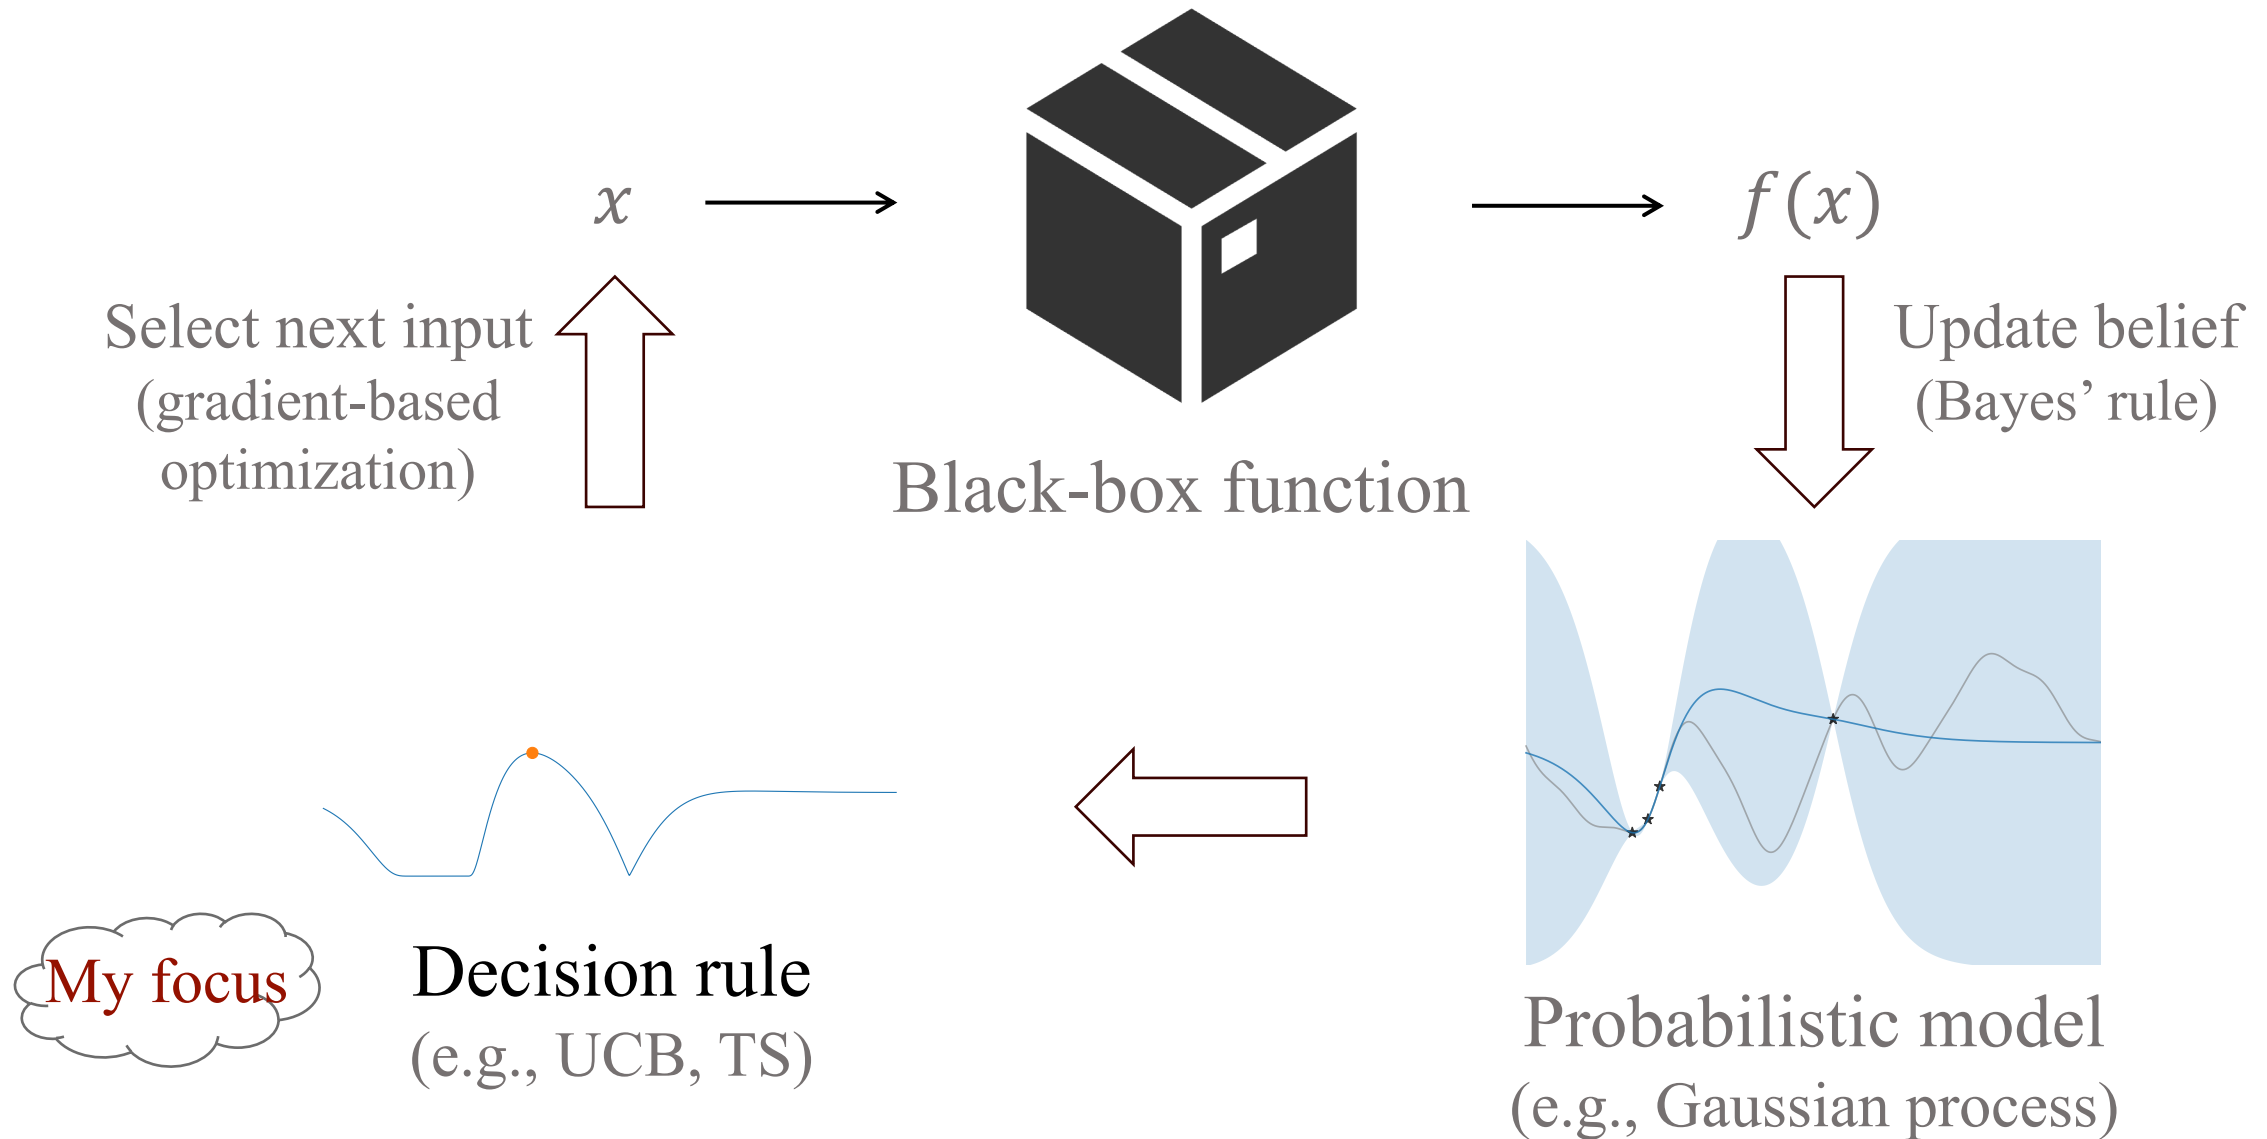 x
f(x)
Select next input
(gradient-based
optimization)
Black-box function
Update belief
(Bayes’ rule)
My focus
Decision rule
(e.g., UCB, TS)
Probabilistic model
(e.g., Gaussian process)